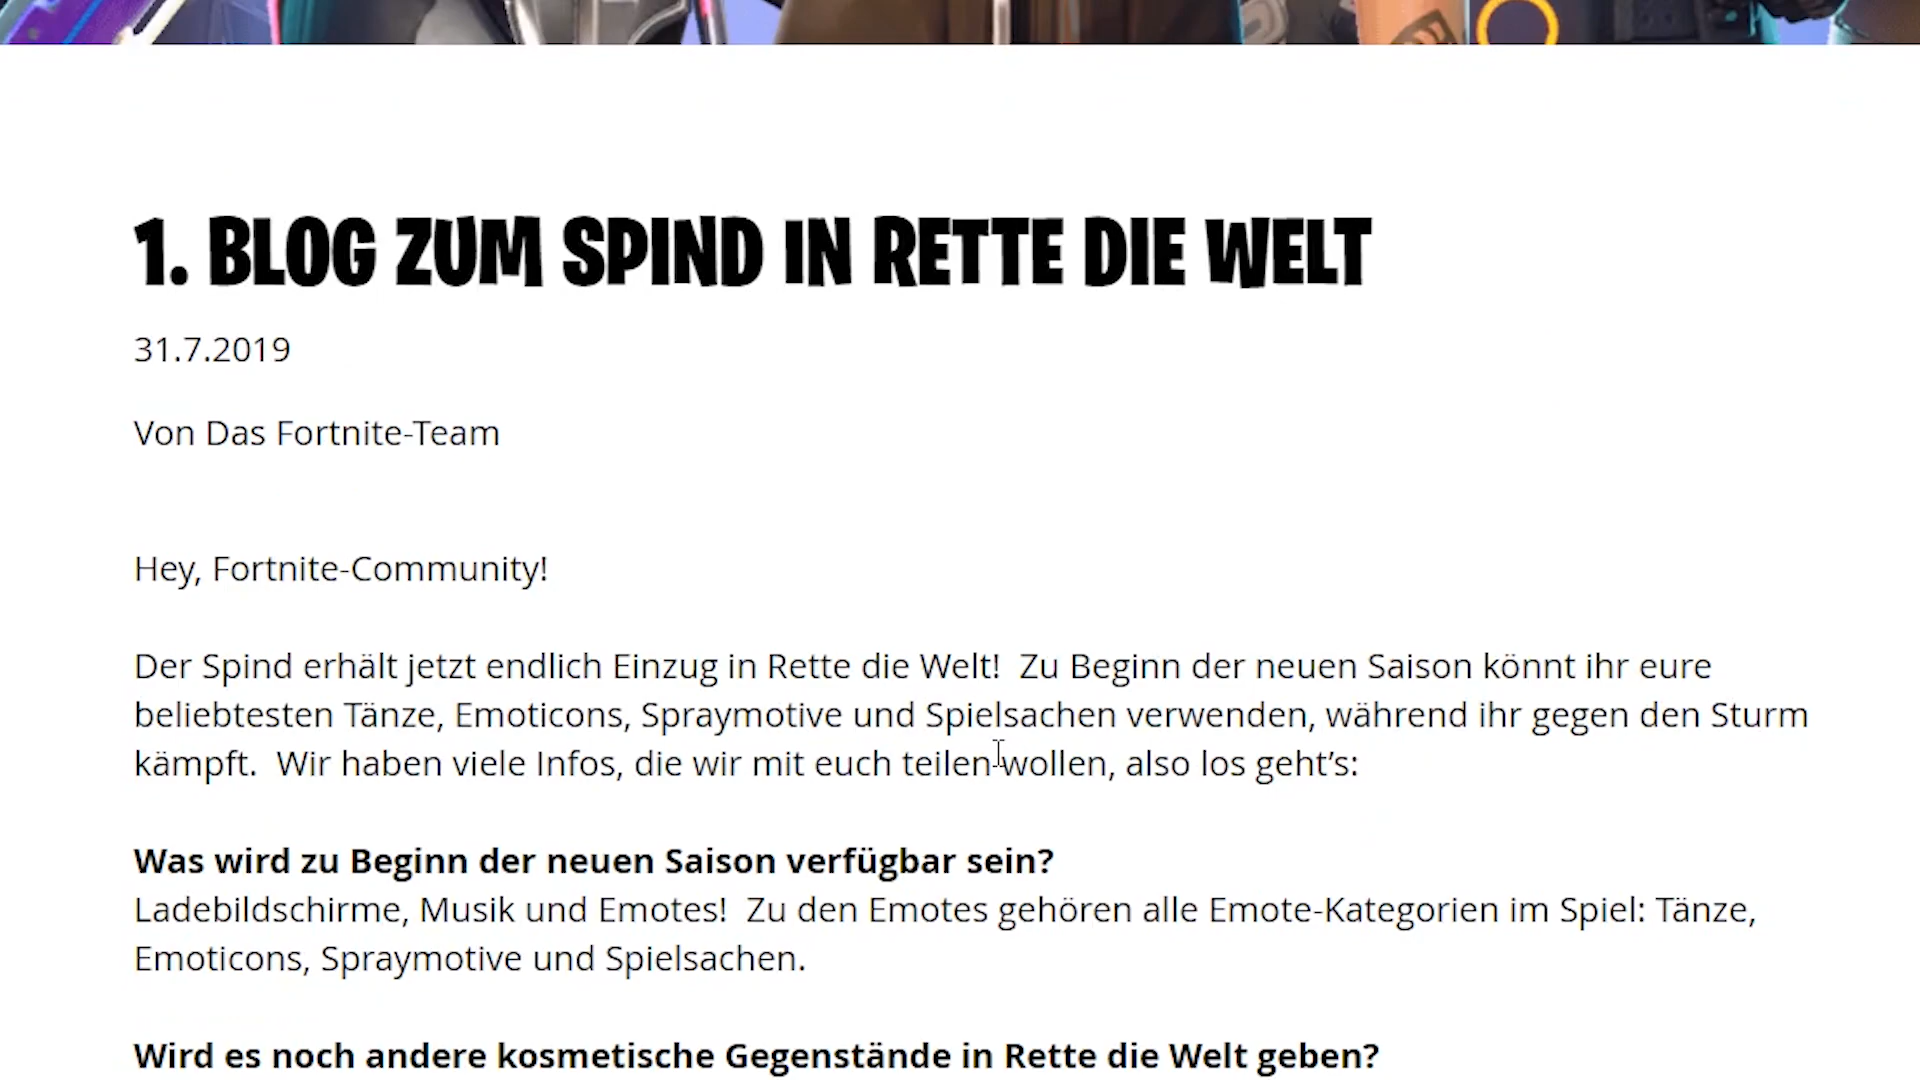 1. BLOG ZUM SPIND IN RETTE DIE WELT
31.7.2019
Von Das Fortnite-Team
Hey, Fortnite-Community!
Der Spind erhält jetzt endlich Einzug in Rette die Welt!  Zu Beginn der neuen Saison könnt ihr eure
beliebtesten Tänze, Emoticons, Spraymotive und Spielsachen verwenden, während ihr gegen den Sturm
kämpft.  Wir haben viele Infos, die wir mit euch teilen wollen, also los geht’s:
Was wird zu Beginn der neuen Saison verfügbar sein?
Ladebildschirme, Musik und Emotes!  Zu den Emotes gehören alle Emote-Kategorien im Spiel: Tänze,
Emoticons, Spraymotive und Spielsachen.
Wird es noch andere kosmetische Gegenstände in Rette die Welt geben?